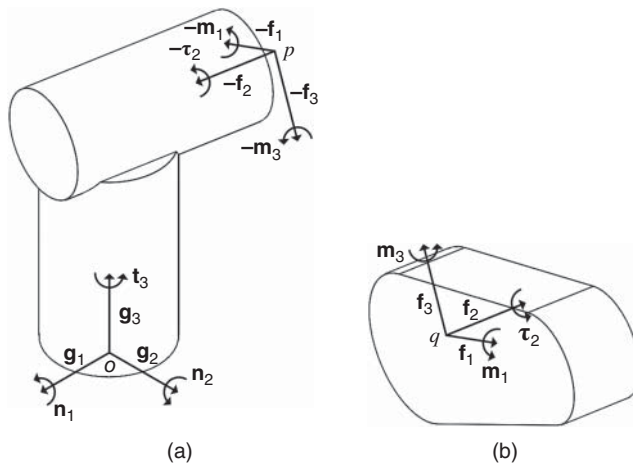 –m₁
–f₁
p
–τ₂
–f₂
–f₃
–m₃
t₃
g₃
g₁
o
g₂
n₁
n₂
m₃
f₃
f₂
τ₂
q
f₁
m₁
(a)
(b)